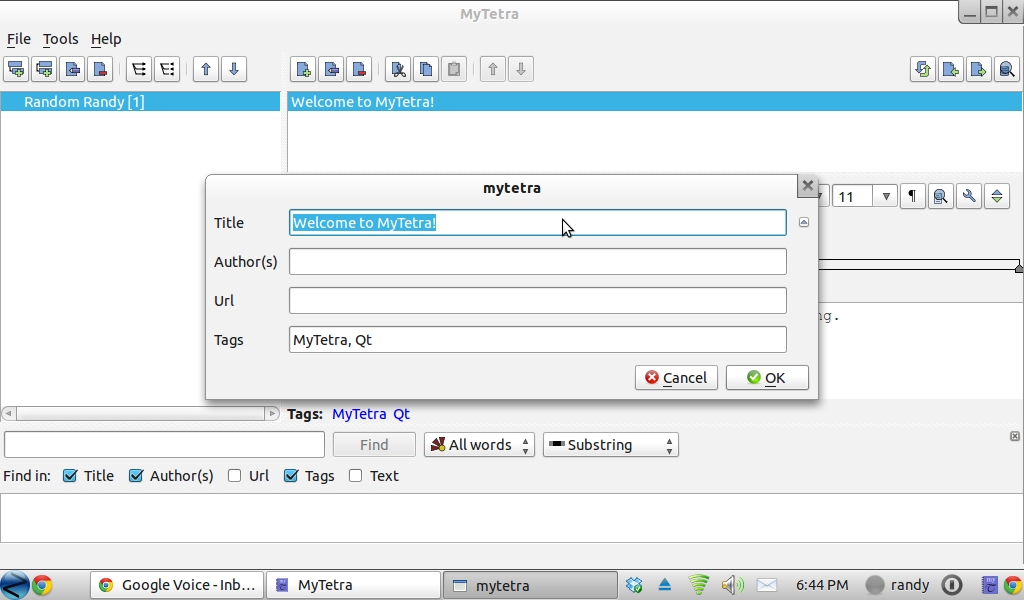 MyTetra
File Tools Help
Random Randy [1]
Welcome to MyTetra!
mytetra
11
Title Welcome to MyTetra!
Author(s)
Url
Tags MyTetra, Qt
Cancel OK
Tags: MyTetra Qt
Find All words Substring
Find in: Title Author(s) Url Tags Text
Google Voice - Inb... MyTetra mytetra 6:44 PM randy